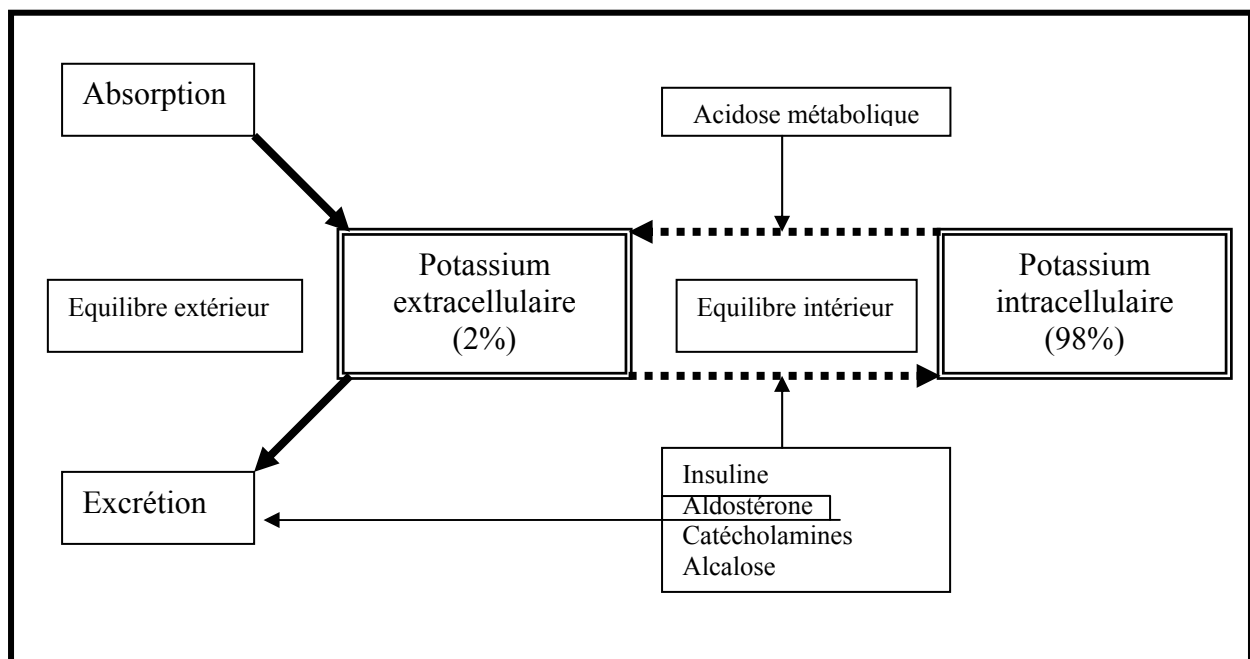 Absorption
Acidose métabolique
Potassium
extracellulaire
(2%)
Potassium
intracellulaire
(98%)
Equilibre extérieur
Equilibre intérieur
Excrétion
Insuline
Aldostérone
Catécholamines
Alcalose